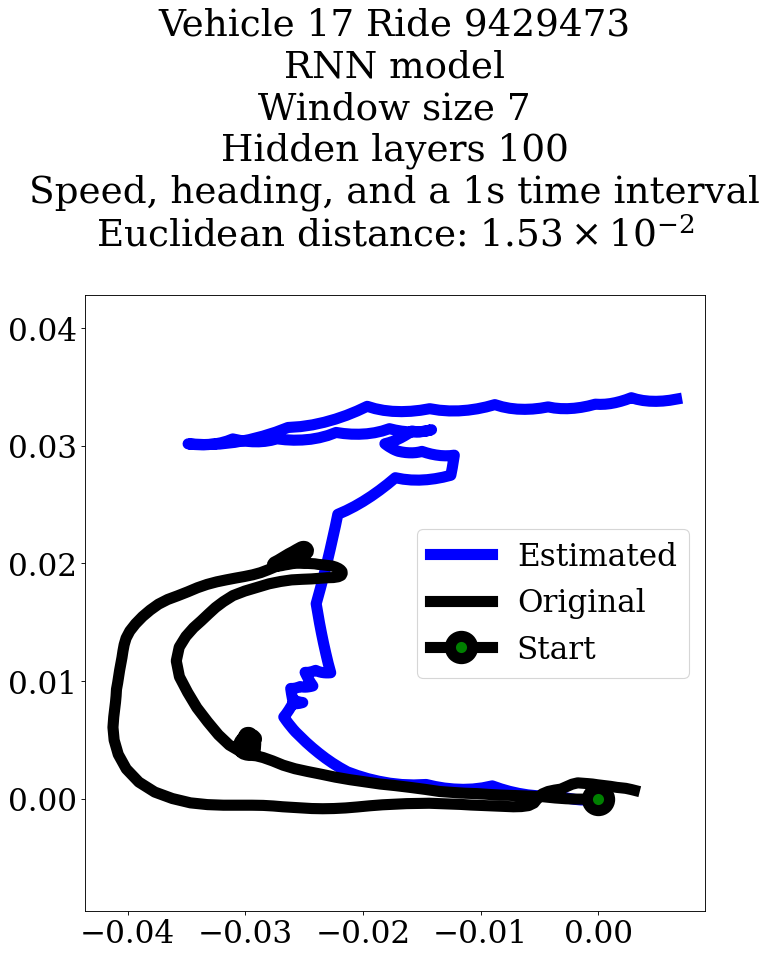 Vehicle 17 Ride 9429473
RNN model
Window size 7
Hidden layers 100
Speed, heading, and a 1s time interval
Euclidean distance: 1.53 × 10⁻²
0.04
0.03
0.02
0.01
0.00
Estimated
Original
Start
−0.04 −0.03 −0.02 −0.01 0.00